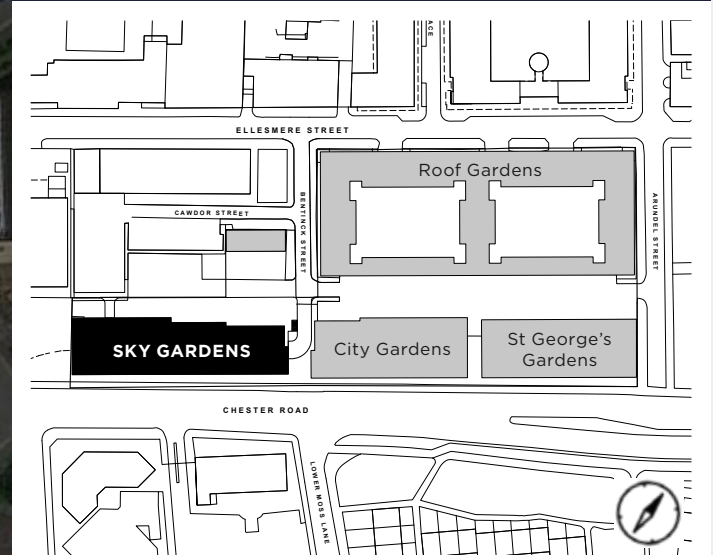 ACE
ELLESMERE STREET
Roof Gardens
BENTINCK STREET
ARUNDEL STREET
CAWDOR STREET
SKY GARDENS
City Gardens
St George's
Gardens
CHESTER ROAD
LOWER MOSS LANE